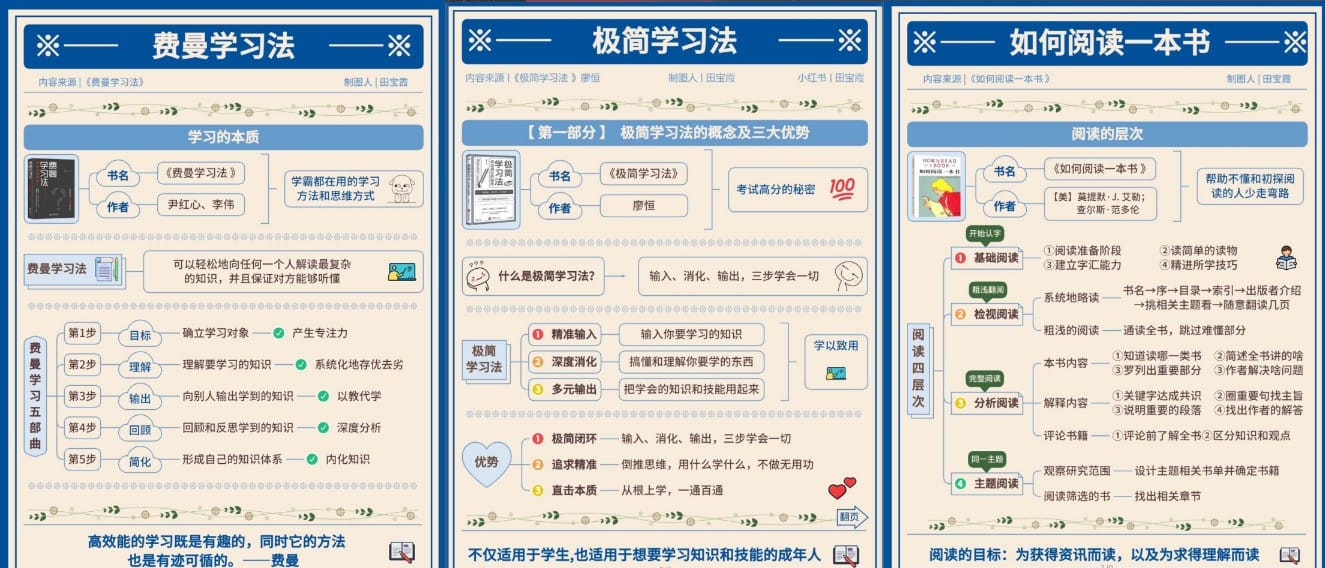 ※ 费曼学习法 ※
内容来源 |《费曼学习法》 制图人 | 田宝霞
学习的本质
费曼学习法
书名 《费曼学习法 》
作者 尹红心、李伟
学霸都在用的学习
方法和思维方式
费曼学习法
可以轻松地向任何一个人解读最复杂
的知识，并且保证对方能够听懂
费曼学习五部曲
第1步 目标 确立学习对象 产生专注力
第2步 理解 理解要学习的知识 系统化地存优去劣
第3步 输出 向别人输出学到的知识 以教代学
第4步 回顾 回顾和反思学到的知识 深度分析
第5步 简化 形成自己的知识体系 内化知识
高效能的学习既是有趣的，同时它的方法
也是有迹可循的。——费曼
※ 极简学习法 ※
内容来源 |《极简学习法 》廖恒 制图人 | 田宝霞 小红书 | 田宝霞
【 第一部分 】 极简学习法的概念及三大优势
极简学习法
书名 《极简学习法》
作者 廖恒
考试高分的秘密 100
什么是极简学习法？ 输入、消化、输出，三步学会一切
极简
学习法
1 精准输入 输入你要学习的知识
2 深度消化 搞懂和理解你要学的东西
3 多元输出 把学会的知识和技能用起来
学以致用
优势
1 极简闭环 输入、消化、输出，三步学会一切
2 追求精准 倒推思维，用什么学什么，不做无用功
3 直击本质 从根上学，一通百通
翻页
不仅适用于学生,也适用于想要学习知识和技能的成年人
※ 如何阅读一本书 ※
内容来源 |《如何阅读一本书 》 制图人 | 田宝霞
阅读的层次
HOW TO READ
A BOOK
如何阅读一本书
书名 《如何阅读一本书 》
作者 【美】莫提默·J. 艾勒；
查尔斯·范多伦
帮助不懂和初探阅
读的人少走弯路
阅读四层次
开始认字
1 基础阅读
①阅读准备阶段 ②读简单的读物
③建立字汇能力 ④精进所学技巧
粗浅翻阅
2 检视阅读
系统地略读 书名→序→目录→索引→出版者介绍
→挑相关主题看→随意翻读几页
粗浅的阅读 通读全书，跳过难懂部分
完整阅读
3 分析阅读
本书内容 ①知道读哪一类书 ②简述全书讲的啥
③罗列出重要部分 ③作者解决啥问题
解释内容 ①关键字达成共识 ②圈重要句找主旨
③说明重要的段落 ④找出作者的解答
评论书籍 ①评论前了解全书②区分知识和观点
同一主题
4 主题阅读
观察研究范围 设计主题相关书单并确定书籍
阅读筛选的书 找出相关章节
阅读的目标：为获得资讯而读，以及为求得理解而读